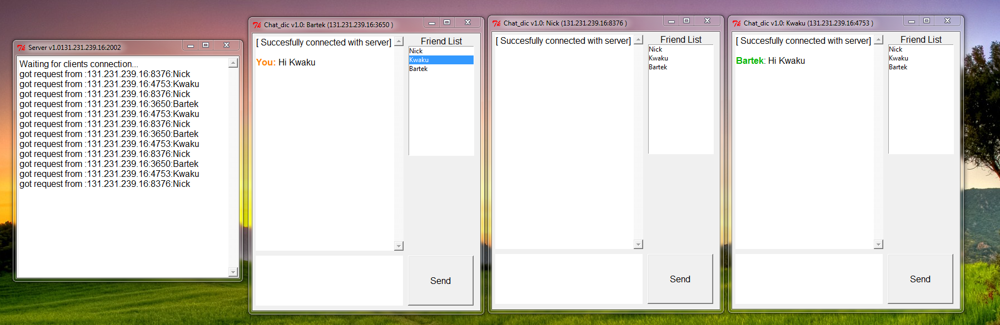 Server v1.0131.231.239.16:2002
Waiting for clients connection...
got request from :131.231.239.16:8376:Nick
got request from :131.231.239.16:4753:Kwaku
got request from :131.231.239.16:8376:Nick
got request from :131.231.239.16:3650:Bartek
got request from :131.231.239.16:4753:Kwaku
got request from :131.231.239.16:8376:Nick
got request from :131.231.239.16:3650:Bartek
got request from :131.231.239.16:4753:Kwaku
got request from :131.231.239.16:8376:Nick
got request from :131.231.239.16:3650:Bartek
got request from :131.231.239.16:4753:Kwaku
got request from :131.231.239.16:8376:Nick
Chat_dic v1.0: Bartek (131.231.239.16:3650 )
[ Succesfully connected with server]
You: Hi Kwaku
Friend List
Nick
Kwaku
Bartek
Send
Chat_dic v1.0: Nick (131.231.239.16:8376 )
[ Succesfully connected with server]
Friend List
Nick
Kwaku
Bartek
Send
Chat_dic v1.0: Kwaku (131.231.239.16:4753 )
[ Succesfully connected with server]
Bartek: Hi Kwaku
Friend List
Nick
Kwaku
Bartek
Send